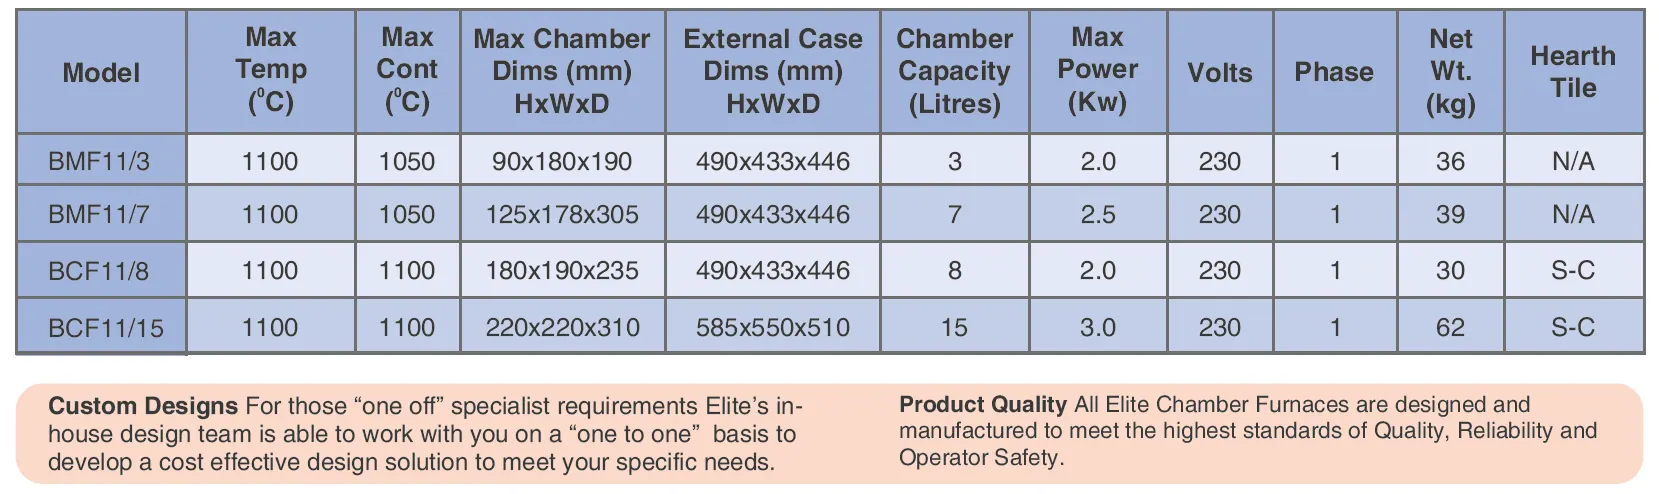 Model Max Temp (⁰C) Max Cont (⁰C) Max Chamber Dims (mm) HxWxD External Case Dims (mm) HxWxD Chamber Capacity (Litres) Max Power (Kw) Volts Phase Net Wt. (kg) Hearth Tile
BMF11/3 1100 1050 90x180x190 490x433x446 3 2.0 230 1 36 N/A
BMF11/7 1100 1050 125x178x305 490x433x446 7 2.5 230 1 39 N/A
BCF11/8 1100 1100 180x190x235 490x433x446 8 2.0 230 1 30 S-C
BCF11/15 1100 1100 220x220x310 585x550x510 15 3.0 230 1 62 S-C
Custom Designs For those “one off” specialist requirements Elite’s in-
house design team is able to work with you on a “one to one” basis to
develop a cost effective design solution to meet your specific needs.
Product Quality All Elite Chamber Furnaces are designed and
manufactured to meet the highest standards of Quality, Reliability and
Operator Safety.